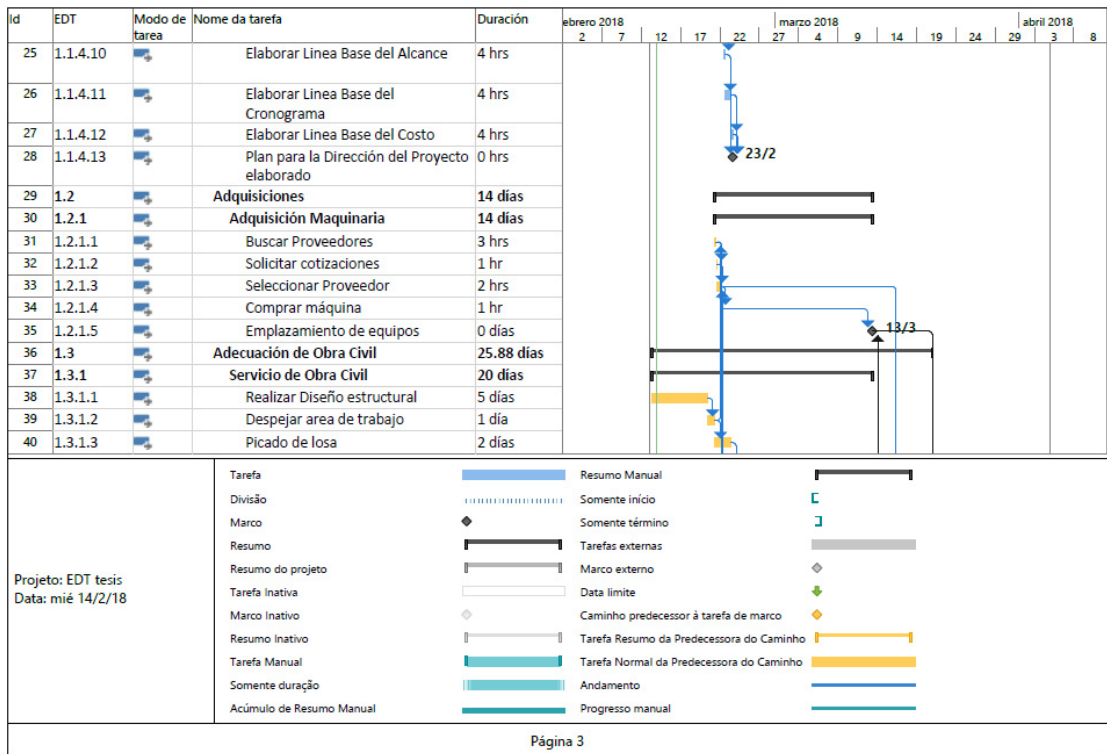 Id EDT Modo de tarea Nome da tarefa Duración ebrero 2018 marzo 2018 abril 2018
2 7 12 17 22 27 4 9 14 19 24 29 3 8
25 1.1.4.10 Elaborar Linea Base del Alcance 4 hrs
26 1.1.4.11 Elaborar Linea Base del Cronograma 4 hrs
27 1.1.4.12 Elaborar Linea Base del Costo 4 hrs
28 1.1.4.13 Plan para la Dirección del Proyecto elaborado 0 hrs 23/2
29 1.2 Adquisiciones 14 días
30 1.2.1 Adquisición Maquinaria 14 días
31 1.2.1.1 Buscar Proveedores 3 hrs
32 1.2.1.2 Solicitar cotizaciones 1 hr
33 1.2.1.3 Seleccionar Proveedor 2 hrs
34 1.2.1.4 Comprar máquina 1 hr
35 1.2.1.5 Emplazamiento de equipos 0 días 13/3
36 1.3 Adecuación de Obra Civil 25.88 días
37 1.3.1 Servicio de Obra Civil 20 días
38 1.3.1.1 Realizar Diseño estructural 5 días
39 1.3.1.2 Despejar area de trabajo 1 día
40 1.3.1.3 Picado de losa 2 días
Projeto: EDT tesis
Data: mié 14/2/18
Tarefa
Divisão
Marco
Resumo
Resumo do projeto
Tarefa Inativa
Marco Inativo
Resumo Inativo
Tarefa Manual
Somente duração
Acúmulo de Resumo Manual
Resumo Manual
Somente início
Somente término
Tarefas externas
Marco externo
Data limite
Caminho predecessor à tarefa de marco
Tarefa Resumo da Predecessora do Caminho
Tarefa Normal da Predecessora do Caminho
Andamento
Progresso manual
Página 3